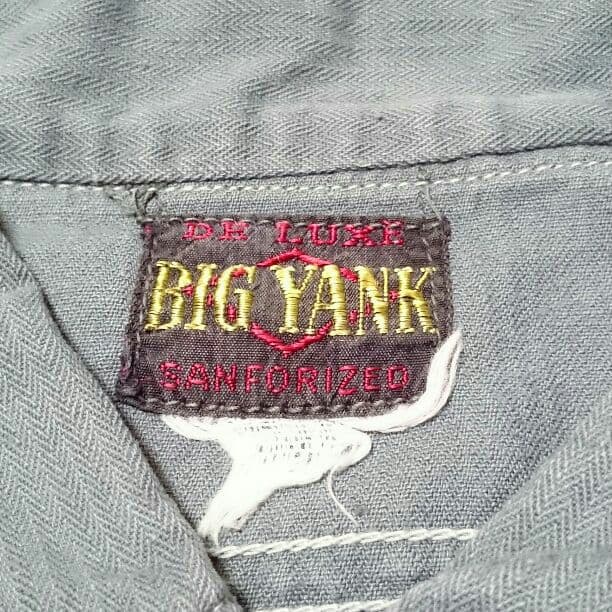 DE LUXE
BIG YANK
SANFORIZED